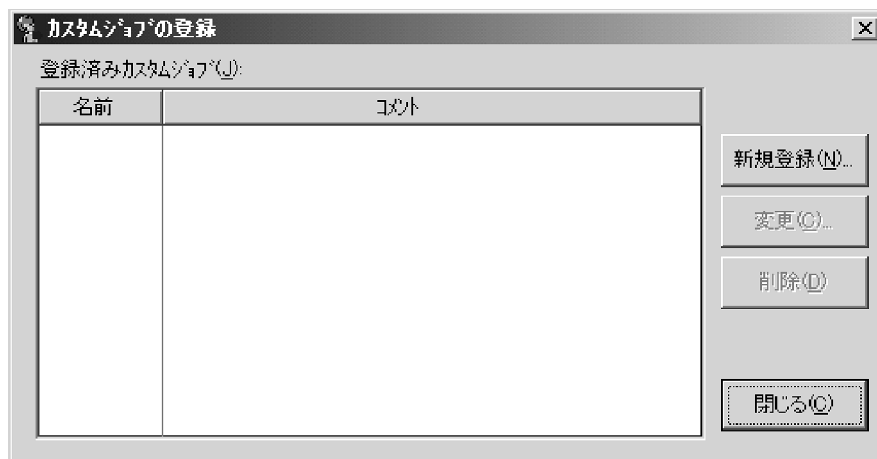 ｶｽﾀﾑｼﾞｮﾌﾞの登録
登録済みｶｽﾀﾑｼﾞｮﾌﾞ(J):
名前 ｺﾒﾝﾄ
新規登録(N)...
変更(C)...
削除(D)
閉じる(C)